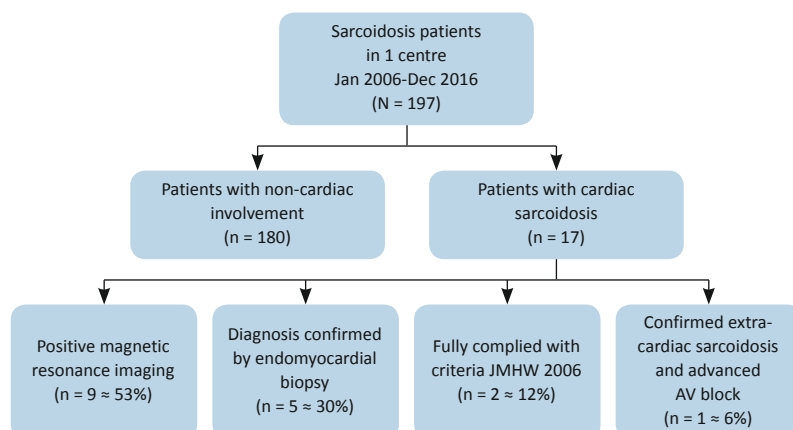 Sarcoidosis patients
in 1 centre
Jan 2006-Dec 2016
(N = 197)
Patients with non-cardiac
involvement
(n = 180)
Patients with cardiac
sarcoidosis
(n = 17)
Positive magnetic
resonance imaging
(n = 9 ≈ 53%)
Diagnosis confirmed
by endomyocardial
biopsy
(n = 5 ≈ 30%)
Fully complied with
criteria JMHW 2006
(n = 2 ≈ 12%)
Confirmed extra-
cardiac sarcoidosis
and advanced
AV block
(n = 1 ≈ 6%)